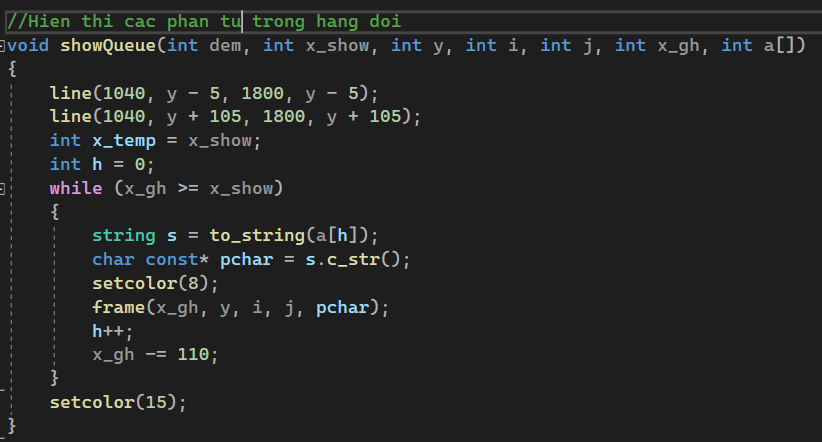 //Hien thi cac phan tu trong hang doi
void showQueue(int dem, int x_show, int y, int i, int j, int x_gh, int a[])
{
    line(1040, y - 5, 1800, y - 5);
    line(1040, y + 105, 1800, y + 105);
    int x_temp = x_show;
    int h = 0;
    while (x_gh >= x_show)
    {
        string s = to_string(a[h]);
        char const* pchar = s.c_str();
        setcolor(8);
        frame(x_gh, y, i, j, pchar);
        h++;
        x_gh -= 110;
    }
    setcolor(15);
}